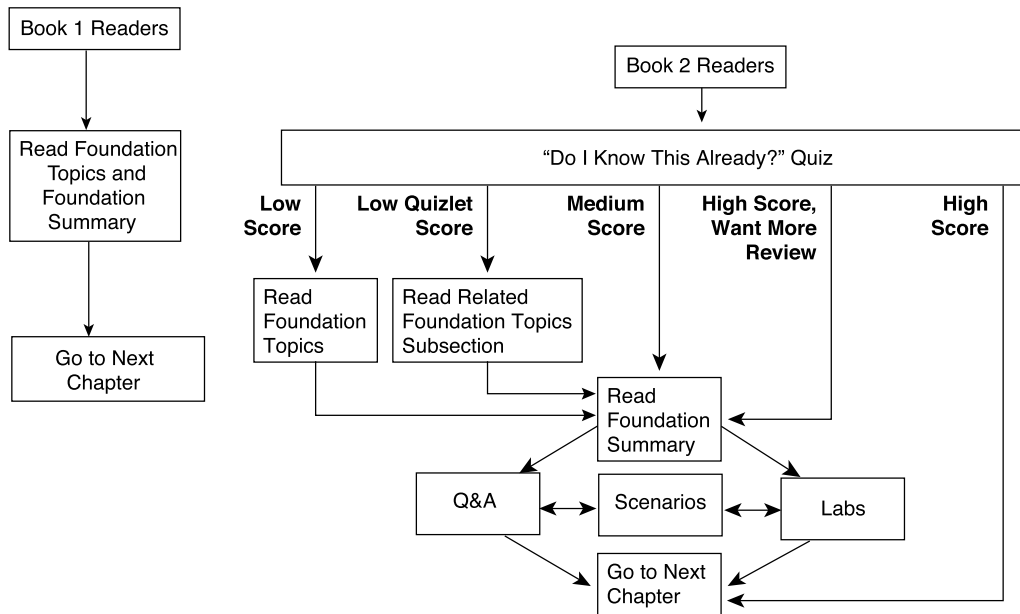 Book 1 Readers
Read Foundation
Topics and
Foundation
Summary
Go to Next
Chapter
Book 2 Readers
“Do I Know This Already?” Quiz
Low
Score
Low Quizlet
Score
Medium
Score
High Score,
Want More
Review
High
Score
Read
Foundation
Topics
Read Related
Foundation Topics
Subsection
Read
Foundation
Summary
Q&A
Scenarios
Labs
Go to Next
Chapter